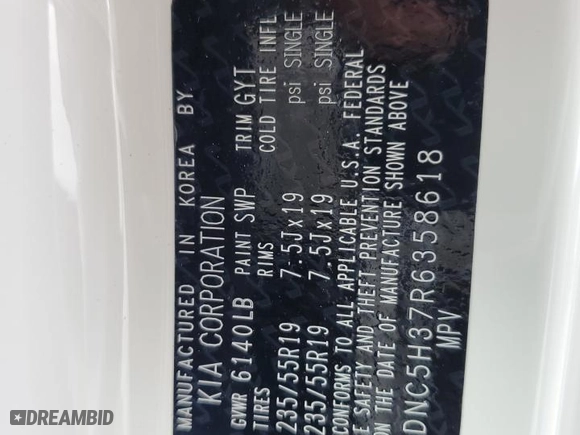 MANUFACTURED IN KOREA BY
KIA CORPORATION
GVWR 6140LB PAINT SWP TRIM GYT
TIRES RIMS COLD TIRE INFL
235/55R19 7.5Jx19 psi SINGLE
235/55R19 7.5Jx19 psi SINGLE
CONFORMS TO ALL APPLICABLE U.S.A. FEDERAL
SAFETY AND THEFT PREVENTION STANDARDS
ON THE DATE OF MANUFACTURE SHOWN ABOVE
DNC5H37R6358618
MPV
DREAMBID